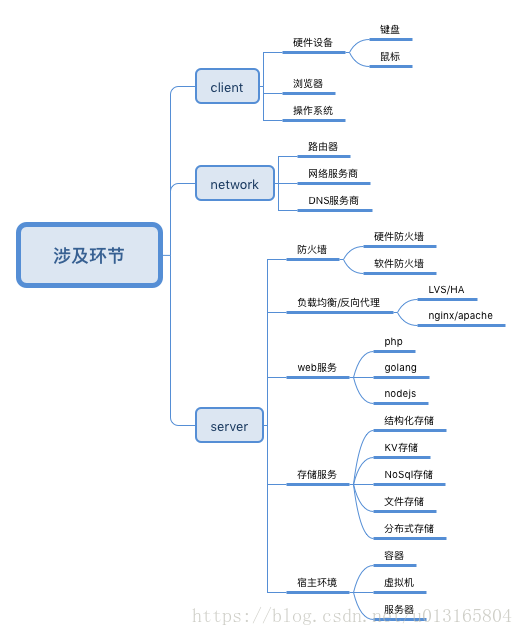 涉及环节
client
硬件设备
键盘
鼠标
浏览器
操作系统
network
路由器
网络服务商
DNS服务商
server
防火墙
硬件防火墙
软件防火墙
负载均衡/反向代理
LVS/HA
nginx/apache
web服务
php
golang
nodejs
存储服务
结构化存储
KV存储
NoSql存储
文件存储
分布式存储
宿主环境
容器
虚拟机
服务器
https://blog.csdn.net/u013165804